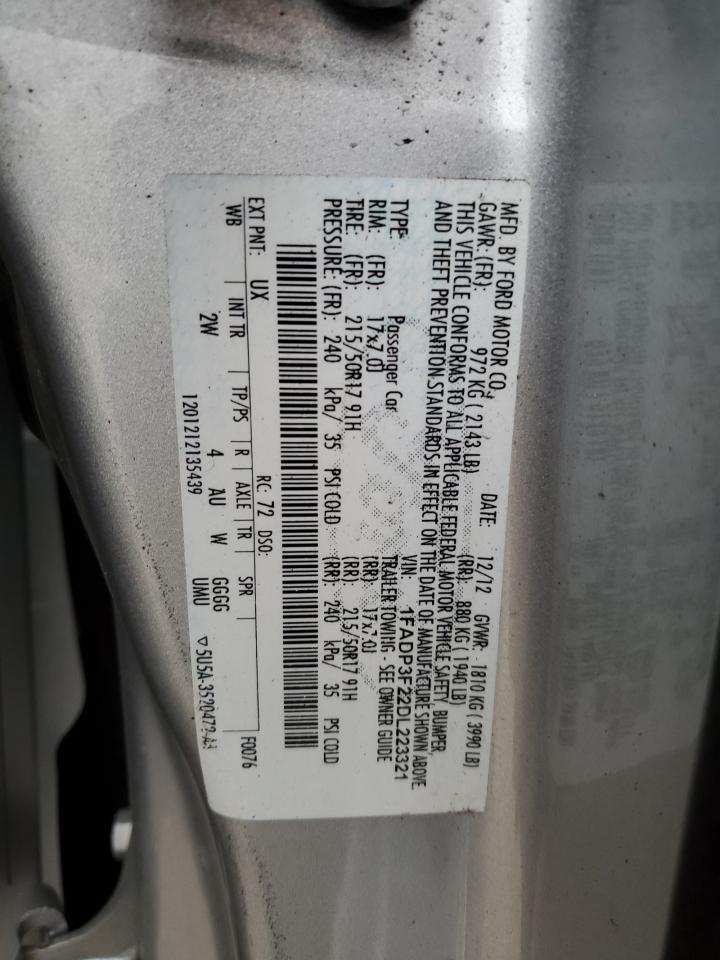 MFD. BY FORD MOTOR CO. DATE: 12/12 GVWR: 1810 KG ( 3990 LB)
GAWR: (FR): 972 KG ( 2143 LB) (RR): 880 KG ( 1940 LB)
THIS VEHICLE CONFORMS TO ALL APPLICABLE FEDERAL MOTOR VEHICLE SAFETY, BUMPER,
AND THEFT PREVENTION STANDARDS IN EFFECT ON THE DATE OF MANUFACTURE SHOWN ABOVE
VIN: 1FADP3F22DL223321
TYPE: Passenger Car TRAILER TOWING - SEE OWNER GUIDE
RIM: (FR): 17x7.0J (RR): 17x7.0J
TIRE: (FR): 215/50R17 91H (RR): 215/50R17 91H
PRESSURE: (FR): 240 kPa/ 35 PSI COLD (RR): 240 kPa/ 35 PSI COLD
EXT PNT: UX RC: 72 DSO: F0076
WB INT TR TP/PS R AXLE TR SPR
2W 4 AU W GGGG
UMU
1201212135439 ▽5U5A-3520472-AA